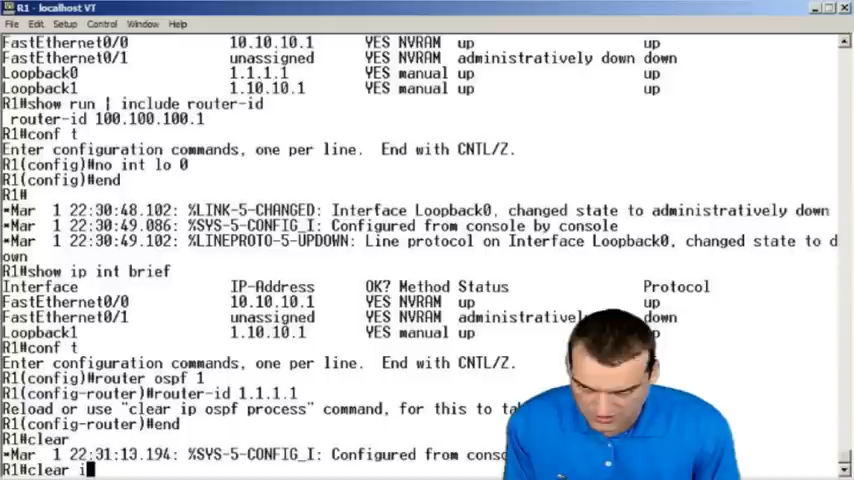 R1 - localhost VT
File Edit Setup Control Window Help
FastEthernet0/0 10.10.10.1 YES NVRAM up up
FastEthernet0/1 unassigned YES NVRAM administratively down down
Loopback0 1.1.1.1 YES manual up up
Loopback1 1.10.10.1 YES manual up up
R1#show run | include router-id
router-id 100.100.100.1
R1#conf t
Enter configuration commands, one per line. End with CNTL/Z.
R1(config)#no int lo 0
R1(config)#end
R1#
*Mar 1 22:30:48.102: %LINK-5-CHANGED: Interface Loopback0, changed state to administratively down
*Mar 1 22:30:49.086: %SYS-5-CONFIG_I: Configured from console by console
*Mar 1 22:30:49.102: %LINEPROTO-5-UPDOWN: Line protocol on Interface Loopback0, changed state to d
own
R1#show ip int brief
Interface IP-Address OK? Method Status Protocol
FastEthernet0/0 10.10.10.1 YES NVRAM up up
FastEthernet0/1 unassigned YES NVRAM administrativel down
Loopback1 1.10.10.1 YES manual up up
R1#conf t
Enter configuration commands, one per line. End with CNTL/Z.
R1(config)#router ospf 1
R1(config-router)#router-id 1.1.1.1
Reload or use "clear ip ospf process" command, for this to
R1(config-router)#end
R1#clear
*Mar 1 22:31:13.194: %SYS-5-CONFIG_I: Configured from
R1#clear i